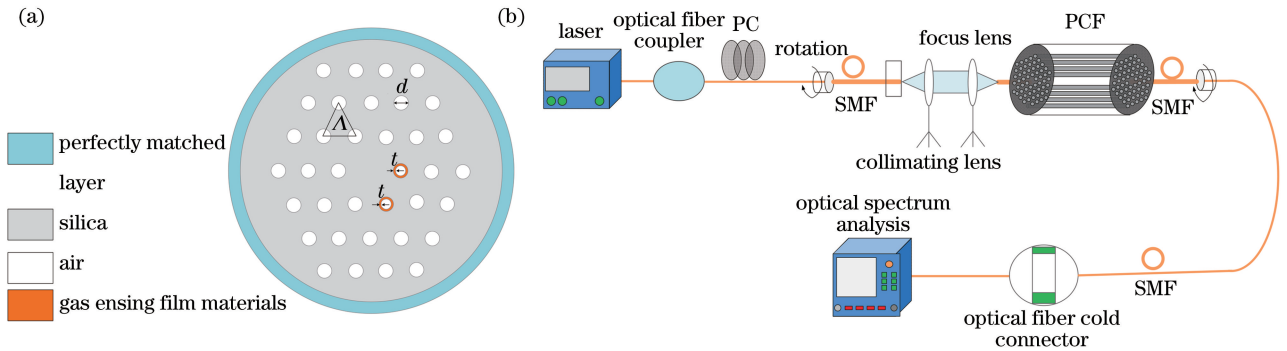 (a)
d
Λ
t
t
perfectly matched
layer
silica
air
gas ensing film materials
(b)
laser
optical fiber
coupler
PC
rotation
SMF
focus lens
collimating lens
PCF
SMF
SMF
optical fiber cold
connector
optical spectrum
analysis